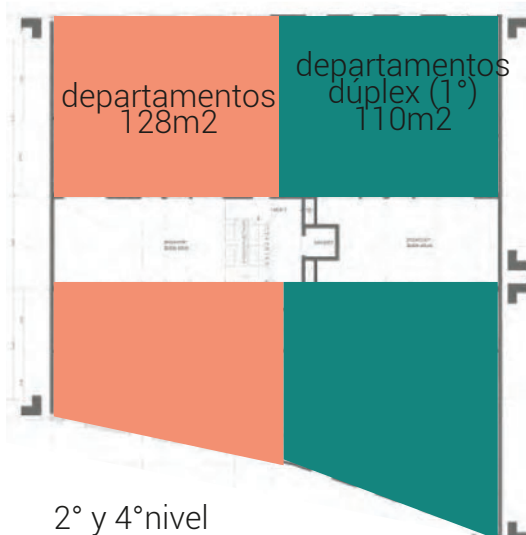 departamentos
128m2
departamentos
dúplex (1°)
110m2
2° y 4°nivel